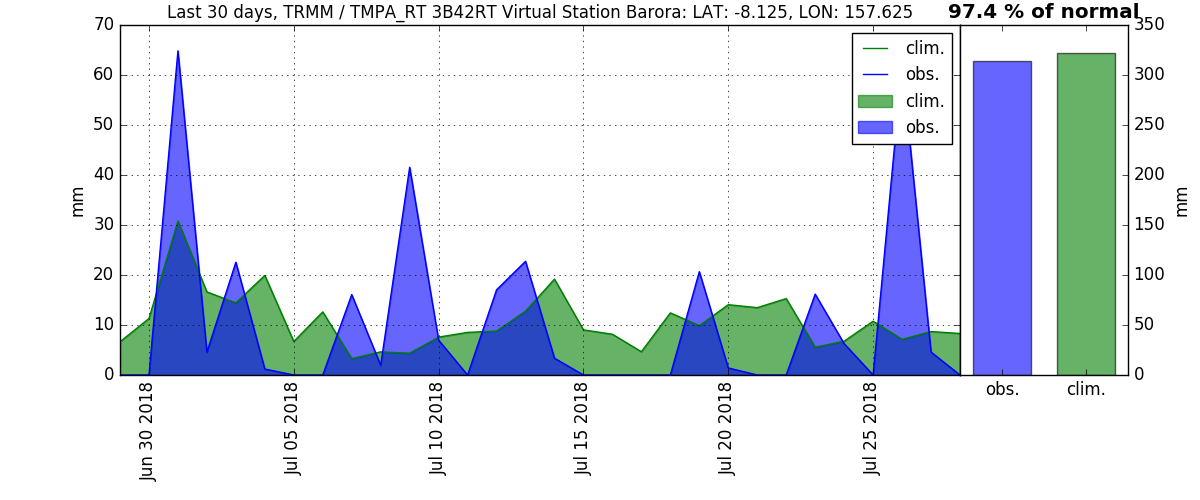 Last 30 days, TRMM / TMPA_RT 3B42RT Virtual Station Barora: LAT: -8.125, LON: 157.625
97.4 % of normal
70
60
50
40
30
20
10
0
mm
clim.
obs.
clim.
obs.
Jun 30 2018
Jul 05 2018
Jul 10 2018
Jul 15 2018
Jul 20 2018
Jul 25 2018
350
300
250
200
150
100
50
0
mm
obs.
clim.